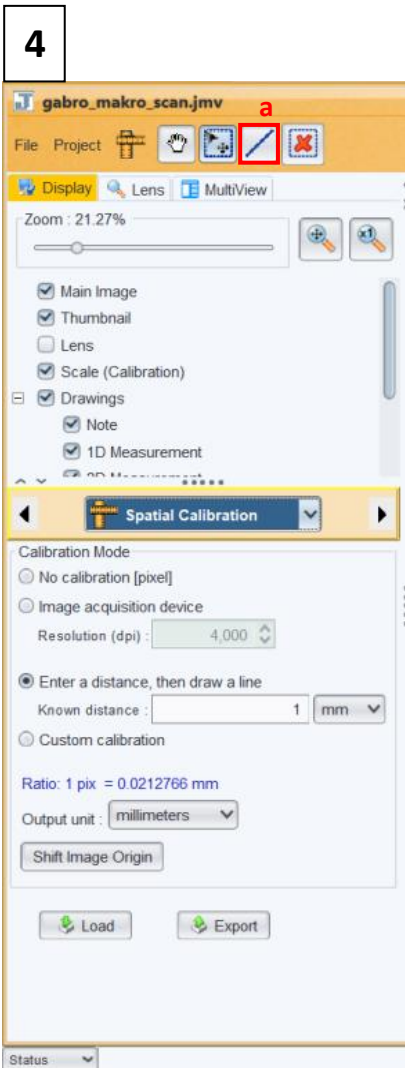 4
gabro_makro_scan.jmv
a
File Project
Display Lens MultiView
Zoom : 21.27%
x1
Main Image
Thumbnail
Lens
Scale (Calibration)
Drawings
Note
1D Measurement
Spatial Calibration
Calibration Mode
No calibration [pixel]
Image acquisition device
Resolution (dpi) : 4,000
Enter a distance, then draw a line
Known distance : 1 mm
Custom calibration
Ratio: 1 pix = 0.0212766 mm
Output unit : millimeters
Shift Image Origin
Load Export
Status